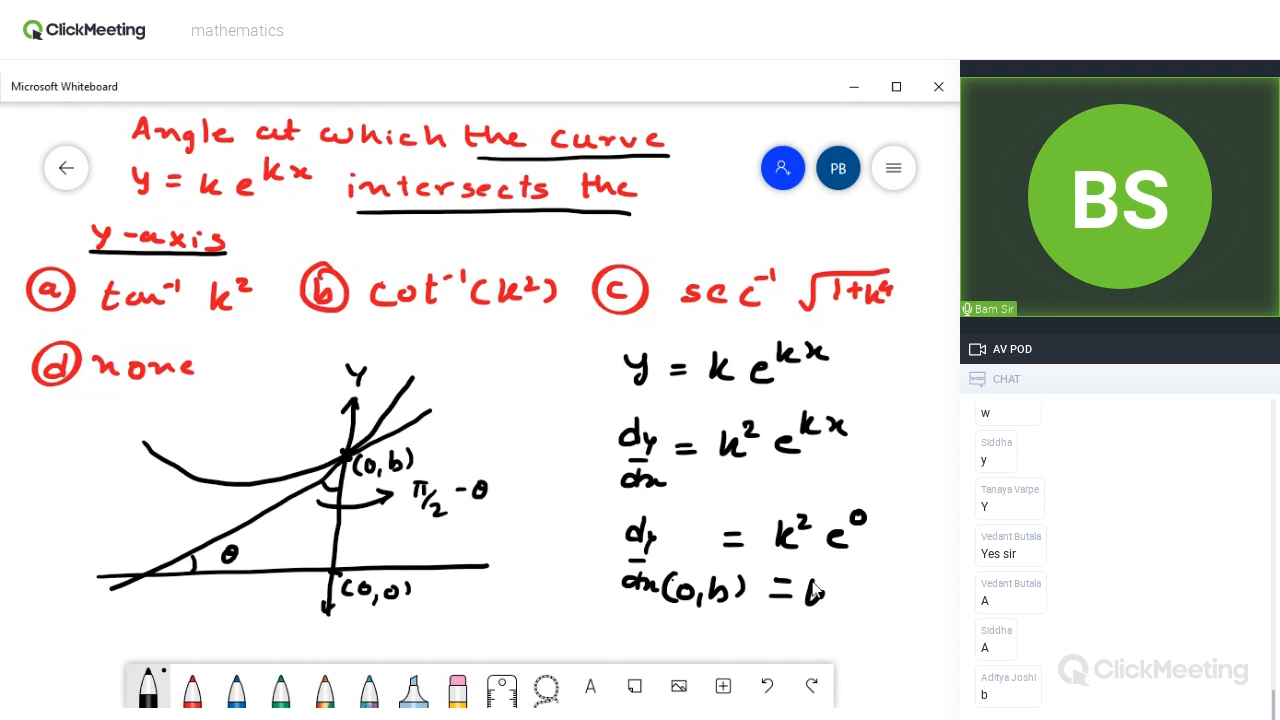 ClickMeeting
mathematics
Microsoft Whiteboard
Angle at which the curve
y = k e^kx intersects the
y-axis
PB
BS
Bam Sir
(a) tan⁻¹ k² (b) cot⁻¹(k²) (c) sec⁻¹ √1+k⁴
(d) none
Y
(0,b)
π/2 - θ
θ
(0,0)
y = k e^kx
dy/dx = k² e^kx
dy/dx (0,b) = k² e^0
=
AV POD
CHAT
w
Siddha
y
Tanaya Varpe
Y
Vedant Butala
Yes sir
Vedant Butala
A
Siddha
A
Aditya Joshi
b
ClickMeeting
A